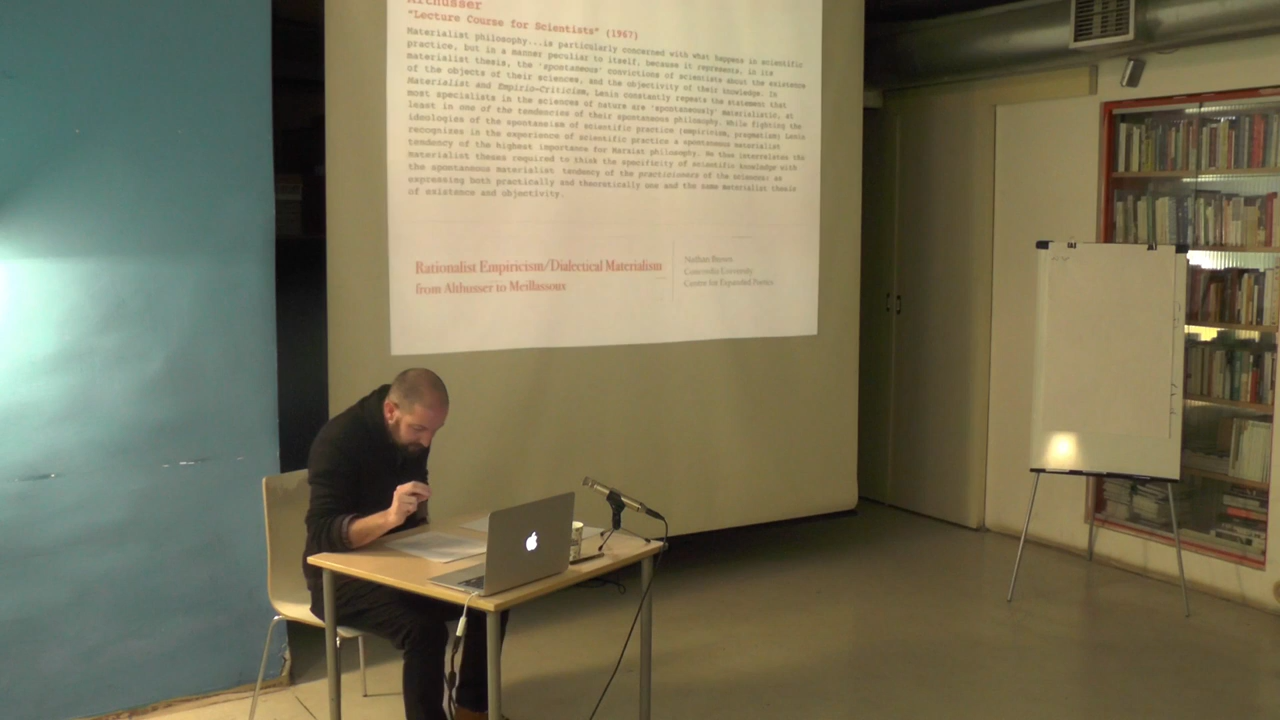 Althusser
"Lecture Course for Scientists" (1967)
Materialist philosophy...is particularly concerned with what happens in scientific
practice, but in a manner peculiar to itself, because it represents, in its
materialist thesis, the 'spontaneous' convictions of scientists about the existence
of the objects of their sciences, and the objectivity of their knowledge. In
Materialist and Empirio-Criticism, Lenin constantly repeats the statement that
most specialists in the sciences of nature are 'spontaneously' materialistic, at
least in one of the tendencies of their spontaneous philosophy. While fighting the
ideologies of the spontaneism of scientific practice (empiricism, pragmatism) Lenin
recognizes in the experience of scientific practice a spontaneous materialist
tendency of the highest importance for Marxist philosophy. He thus interrelates the
materialist theses required to think the specificity of scientific knowledge with
the spontaneous materialist tendency of the practicioners of the sciences: as
expressing both practically and theoretically one and the same materialist thesis
of existence and objectivity.
Rationalist Empiricism/Dialectical Materialism
from Althusser to Meillassoux
Nathan Brown
Concordia University
Centre for Expanded Poetics